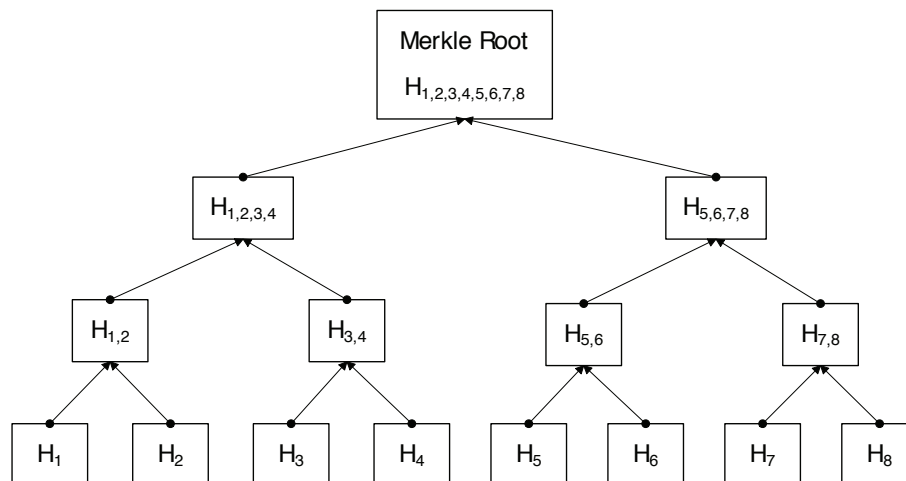 Merkle Root
H1,2,3,4,5,6,7,8
H1,2,3,4
H5,6,7,8
H1,2
H3,4
H5,6
H7,8
H1
H2
H3
H4
H5
H6
H7
H8